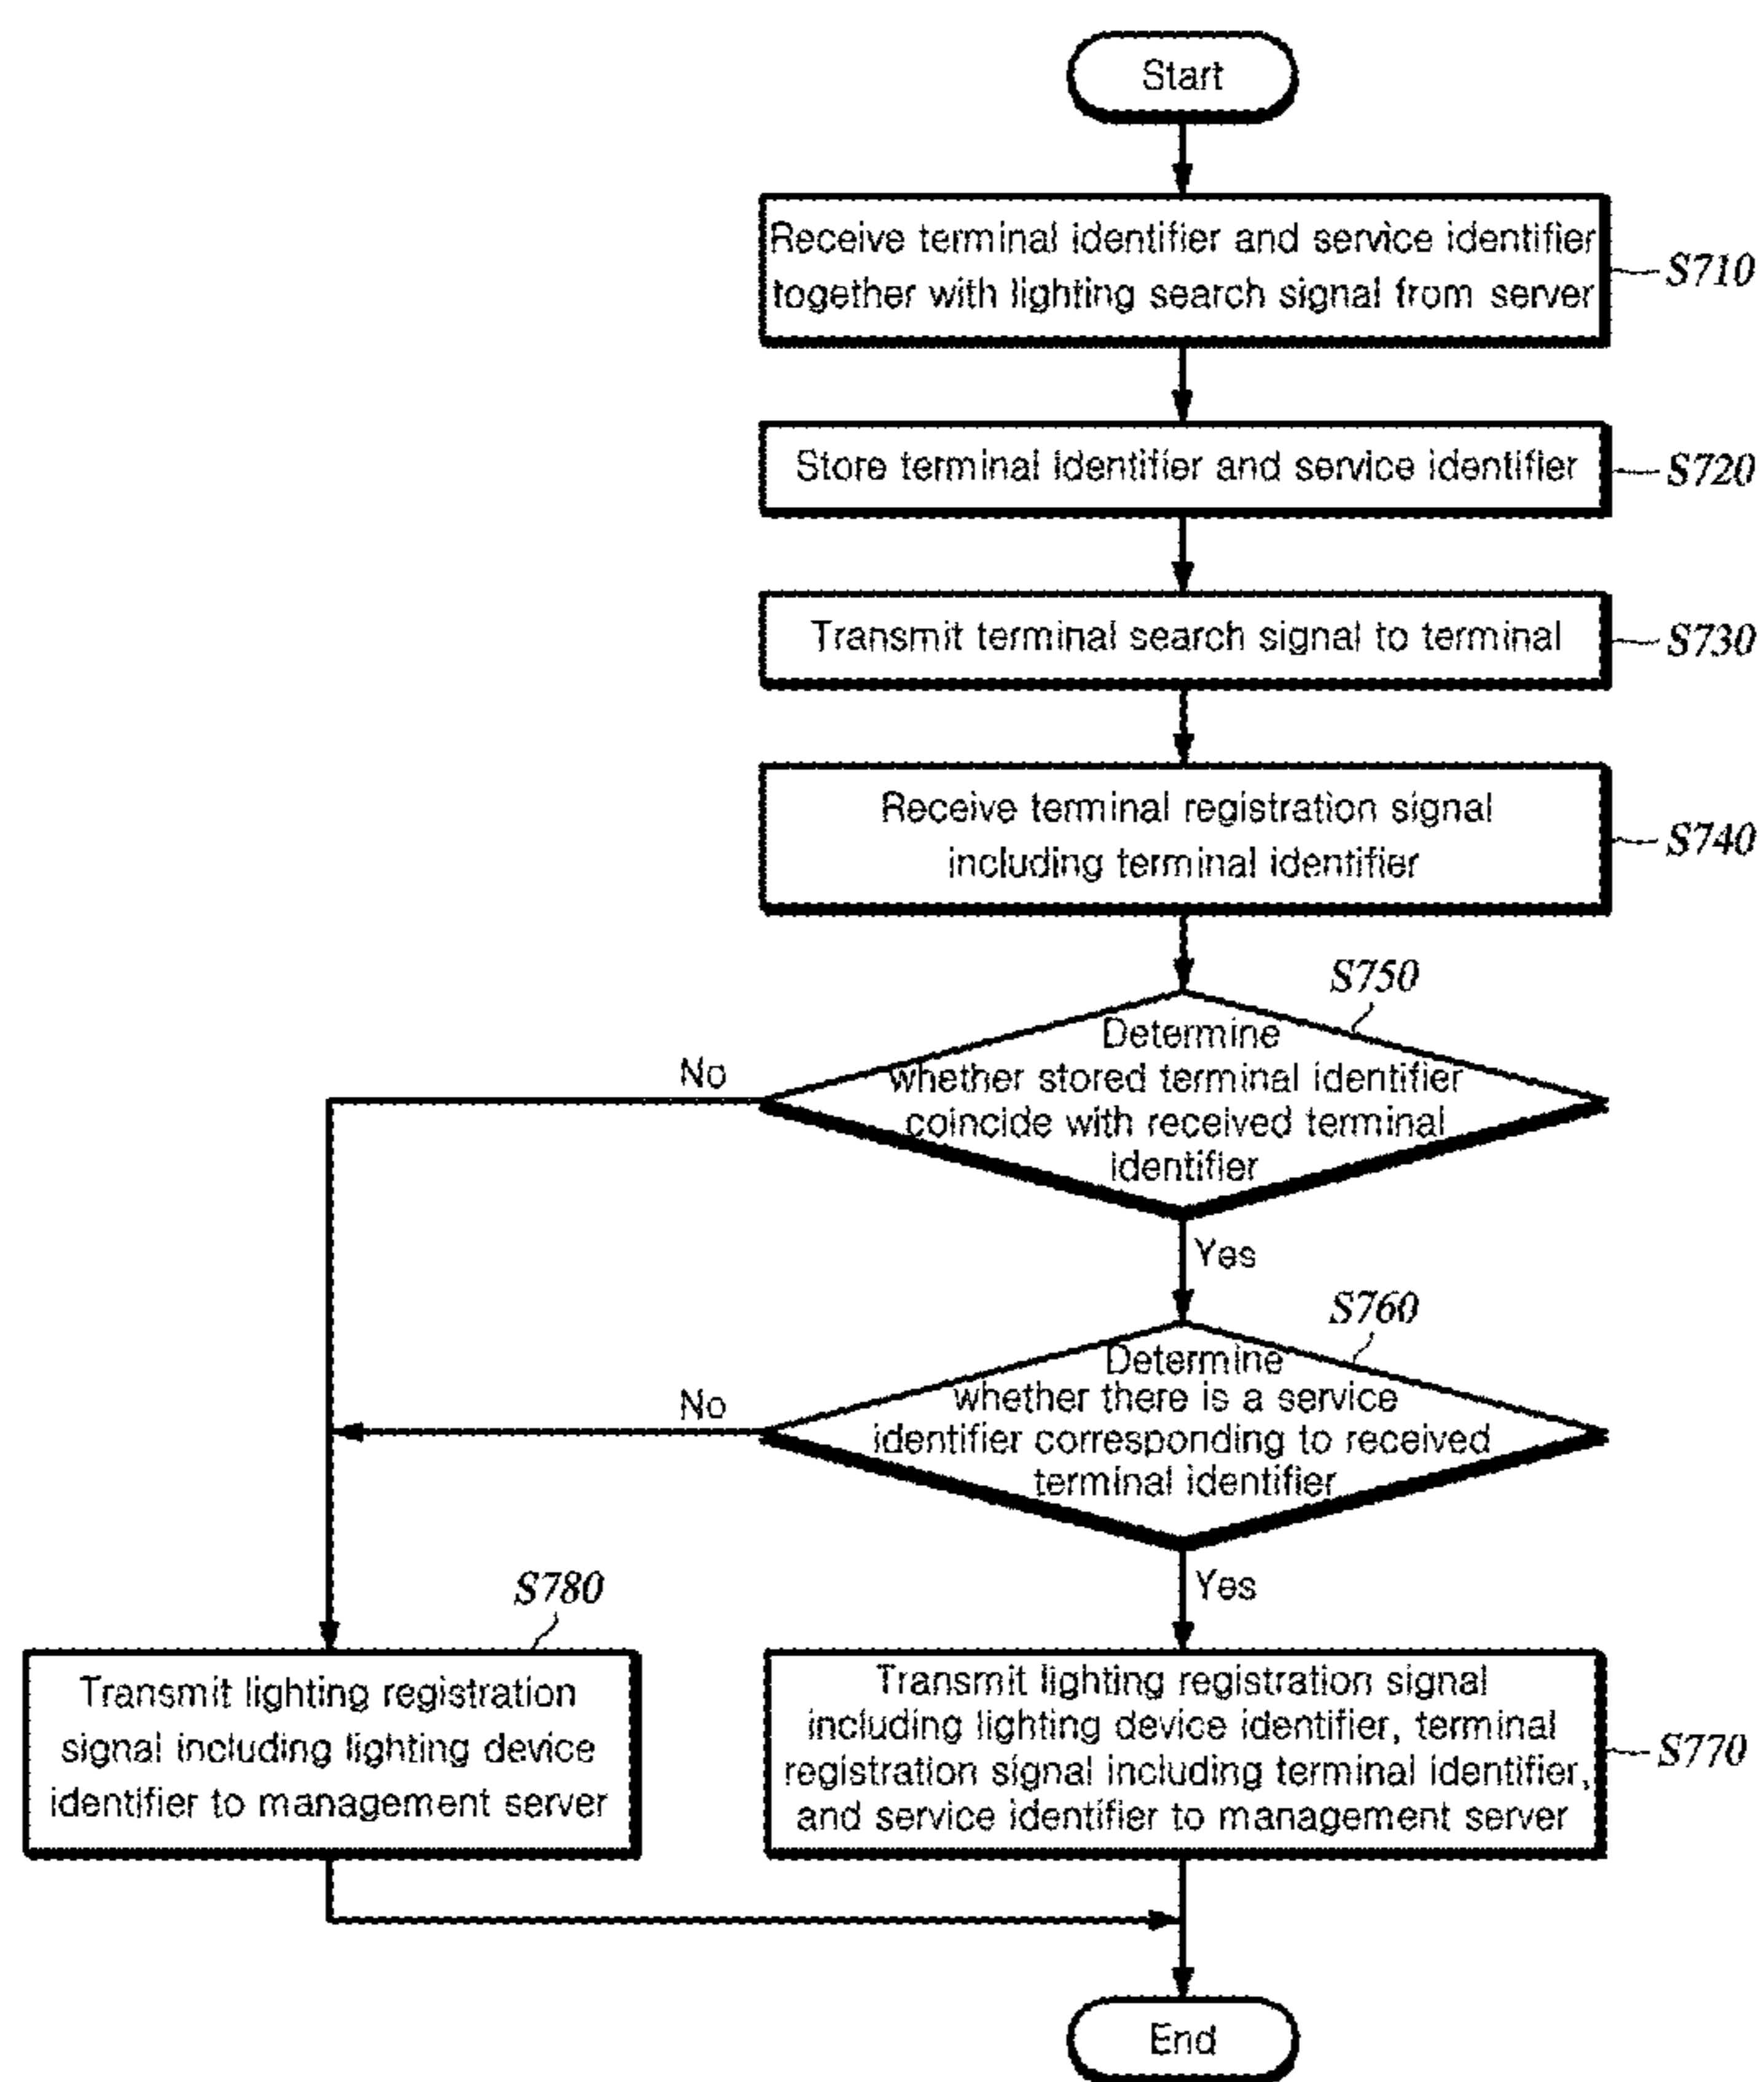 Start
Receive terminal identifier and service identifier
together with lighting search signal from server
S710
Store terminal identifier and service identifier
S720
Transmit terminal search signal to terminal
S730
Receive terminal registration signal
including terminal identifier
S740
S750
Determine
whether stored terminal identifier
coincide with received terminal
identifier
No
Yes
S760
Determine
whether there is a service
identifier corresponding to received
terminal identifier
No
Yes
S780
Transmit lighting registration
signal including lighting device
identifier to management server
Transmit lighting registration signal
including lighting device identifier, terminal
registration signal including terminal identifier,
and service identifier to management server
S770
End